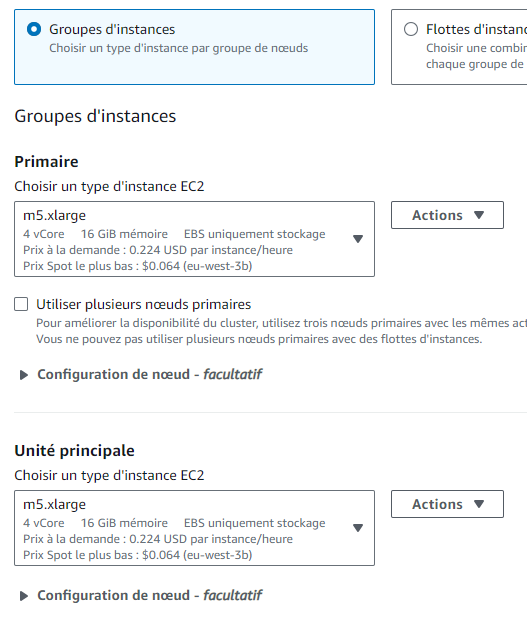 Groupes d'instances
Choisir un type d'instance par groupe de nœuds
Flottes d'instanc
Choisir une combin
chaque groupe de
Groupes d'instances
Primaire
Choisir un type d'instance EC2
m5.xlarge
4 vCore 16 GiB mémoire EBS uniquement stockage
Prix à la demande : 0.224 USD par instance/heure
Prix Spot le plus bas : $0.064 (eu-west-3b)
Actions
Utiliser plusieurs nœuds primaires
Pour améliorer la disponibilité du cluster, utilisez trois nœuds primaires avec les mêmes act
Vous ne pouvez pas utiliser plusieurs nœuds primaires avec des flottes d'instances.
Configuration de nœud - facultatif
Unité principale
Choisir un type d'instance EC2
m5.xlarge
4 vCore 16 GiB mémoire EBS uniquement stockage
Prix à la demande : 0.224 USD par instance/heure
Prix Spot le plus bas : $0.064 (eu-west-3b)
Actions
Configuration de nœud - facultatif